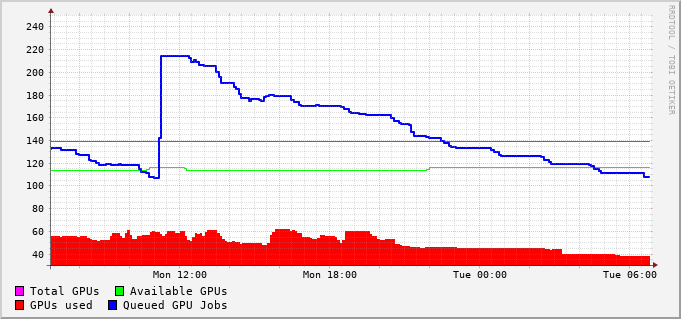 RRDTOOL / TOBI OETIKER
240
220
200
180
160
140
120
100
80
60
40
Mon 12:00 Mon 18:00 Tue 00:00 Tue 06:00
Total GPUs Available GPUs
GPUs used Queued GPU Jobs